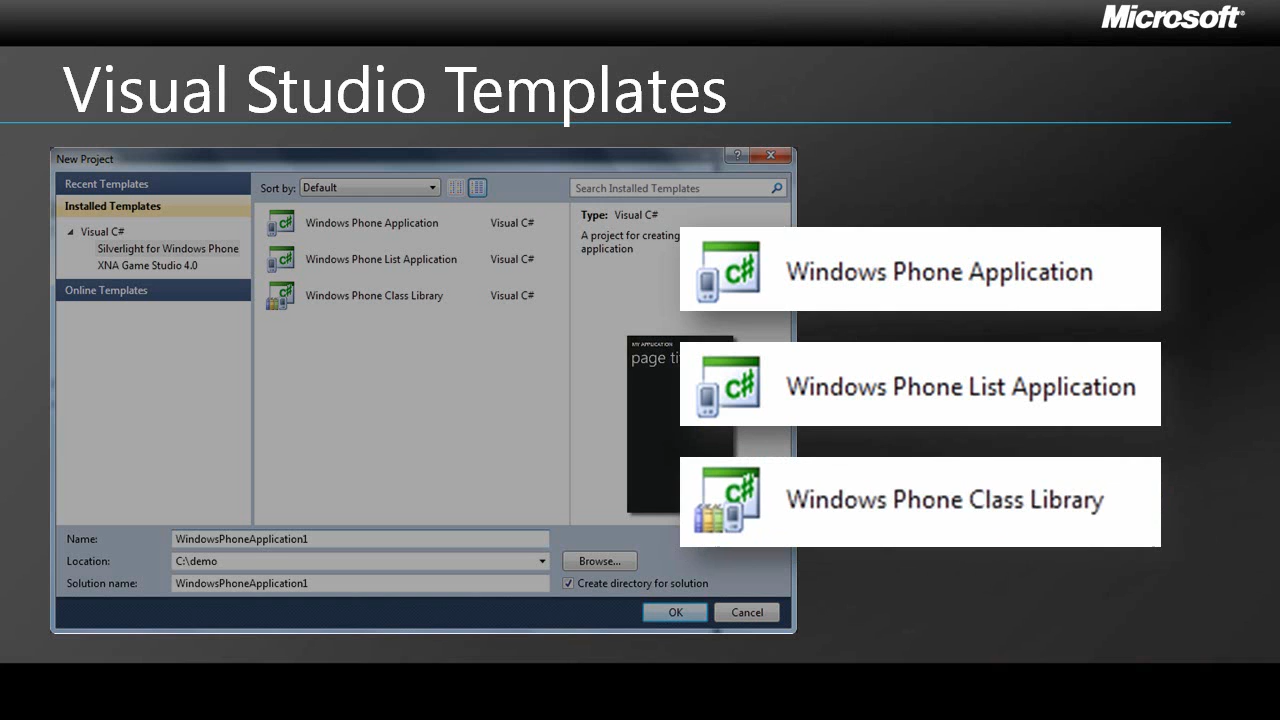 Microsoft®
Visual Studio Templates
New Project
Recent Templates
Installed Templates
Visual C#
Silverlight for Windows Phone
XNA Game Studio 4.0
Online Templates
Sort by: Default
Search Installed Templates
Windows Phone Application Visual C#
Windows Phone List Application Visual C#
Windows Phone Class Library Visual C#
Type: Visual C#
A project for creating
application
MY APPLICATION
page ti
C# Windows Phone Application
C# Windows Phone List Application
C# Windows Phone Class Library
Name: WindowsPhoneApplication1
Location: C:\demo Browse...
Solution name: WindowsPhoneApplication1 Create directory for solution
OK Cancel